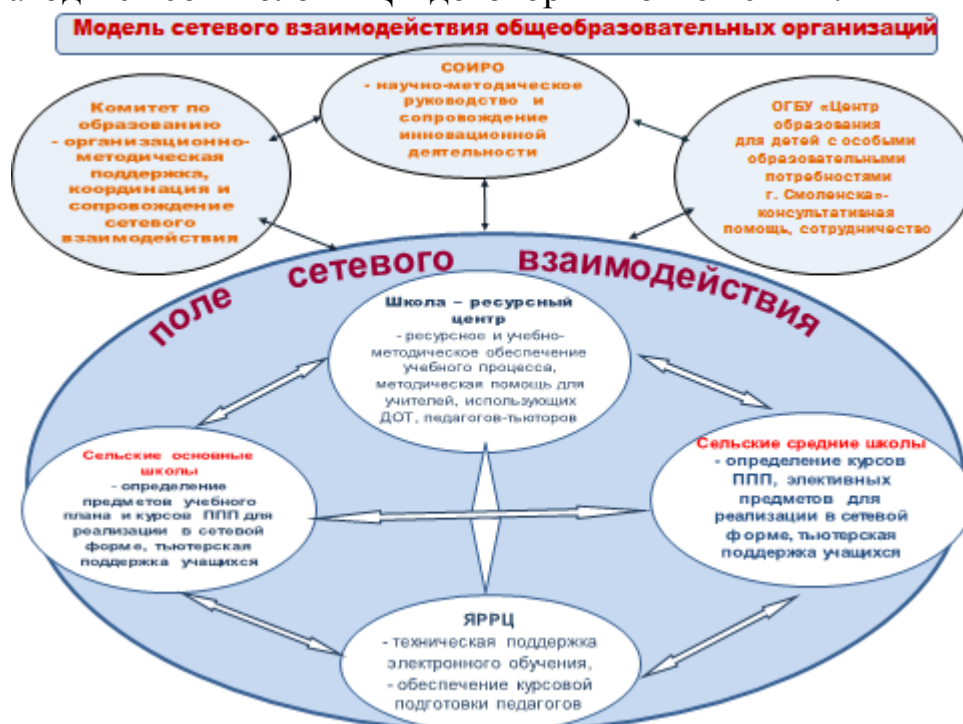 Модель сетевого взаимодействия общеобразовательных организаций
Комитет по
образованию
- организационно-
методическая
поддержка,
координация и
сопровождение
сетевого
взаимодействия
СОИРО
- научно-методическое
руководство и
сопровождение
инновационной
деятельности
ОГБУ «Центр
образования
для детей с особыми
образовательными
потребностями
г. Смоленска»-
консультативная
помощь, сотрудничество
поле сетевого взаимодействия
Школа – ресурсный
центр
- ресурсное и учебно-
методическое обеспечение
учебного процесса,
методическая помощь для
учителей, использующих
ДОТ, педагогов-тьюторов
Сельские основные
школы
- определение
предметов учебного
плана и курсов ППП для
реализации в сетевой
форме, тьютерская
поддержка учащихся
Сельские средние школы
- определение курсов
ППП, элективных
предметов для
реализации в сетевой
форме, тьютерская
поддержка учащихся
ЯРРЦ
- техническая поддержка
электронного обучения,
- обеспечение курсовой
подготовки педагогов